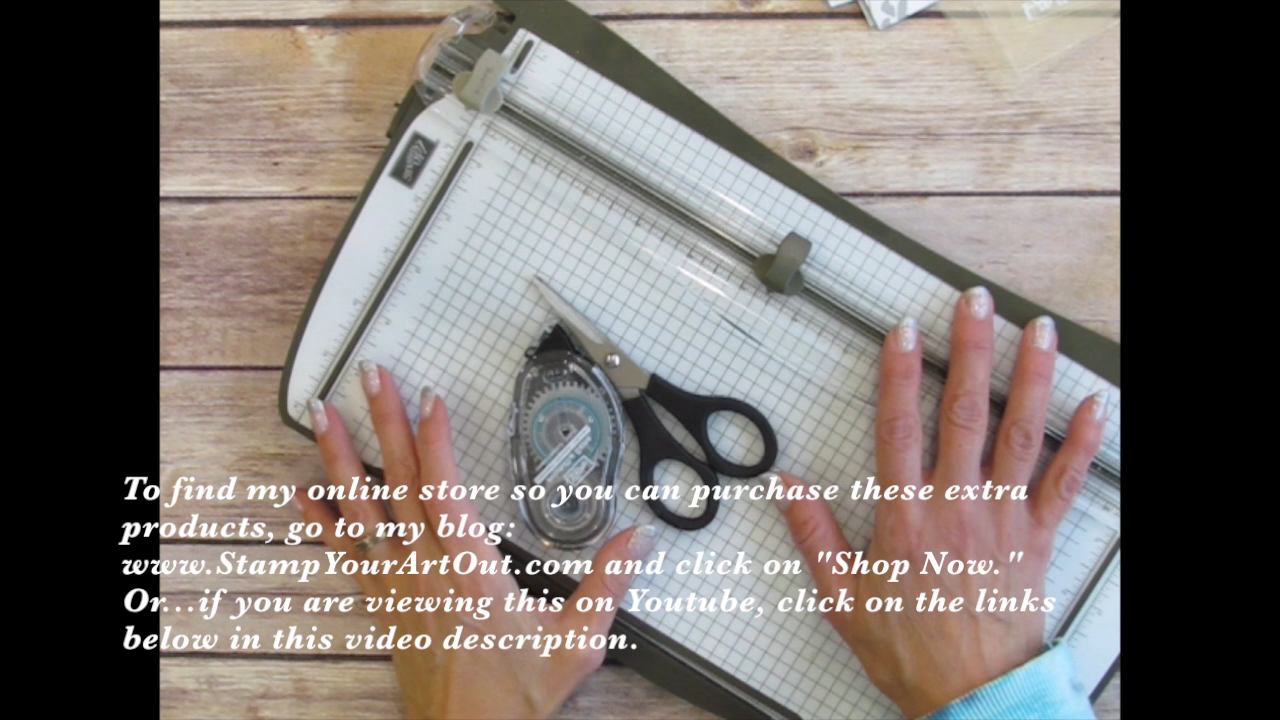 To find my online store so you can purchase these extra
products, go to my blog:
www.StampYourArtOut.com and click on "Shop Now."
Or...if you are viewing this on Youtube, click on the links
below in this video description.